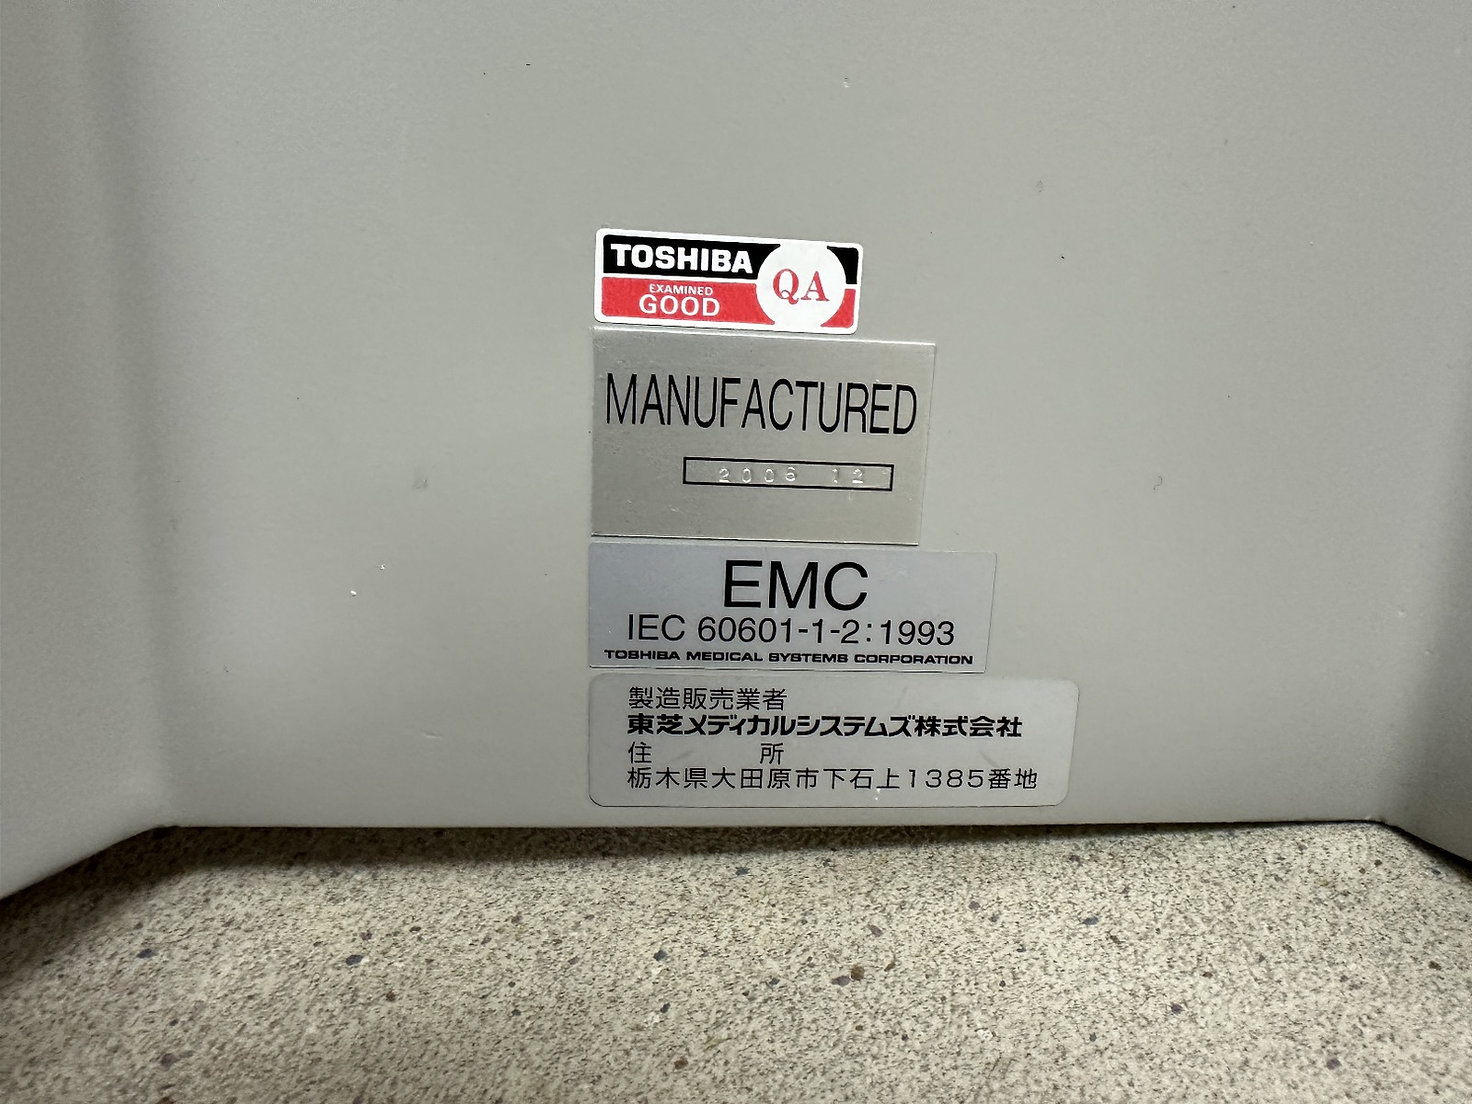 TOSHIBA
EXAMINED
GOOD
QA
MANUFACTURED
2006 12
EMC
IEC 60601-1-2:1993
TOSHIBA MEDICAL SYSTEMS CORPORATION
製造販売業者
東芝メディカルシステムズ株式会社
住 所
栃木県大田原市下石上1385番地